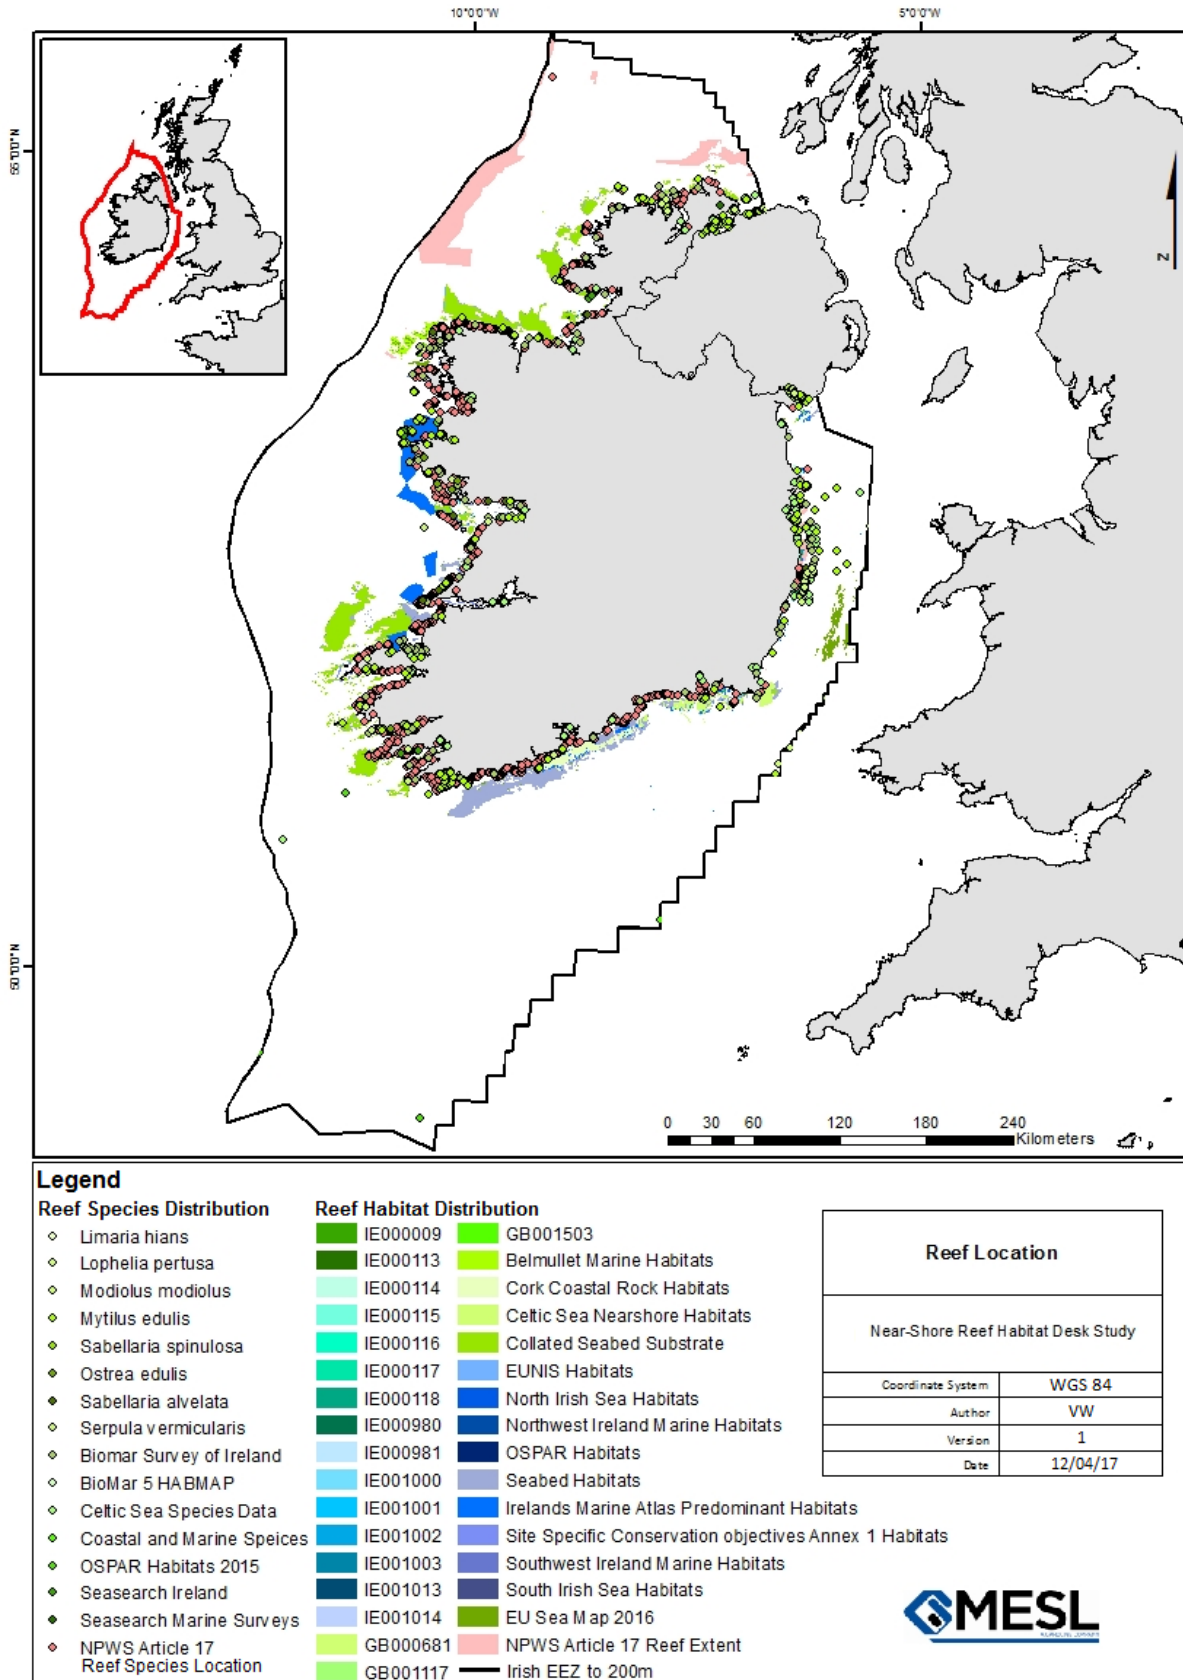 10°0'0"W
5°0'0"W
55°0'0"N
N
50°0'0"N
0 30 60 120 180 240
Kilometers
Legend
Reef Species Distribution
Limaria hians
Lophelia pertusa
Modiolus modiolus
Mytilus edulis
Sabellaria spinulosa
Ostrea edulis
Sabellaria alvelata
Serpula vermicularis
Biomar Survey of Ireland
BioMar 5 HABMAP
Celtic Sea Species Data
Coastal and Marine Speices
OSPAR Habitats 2015
Seasearch Ireland
Seasearch Marine Surveys
NPWS Article 17
Reef Species Location
Reef Habitat Distribution
IE000009
IE000113
IE000114
IE000115
IE000116
IE000117
IE000118
IE000980
IE000981
IE001000
IE001001
IE001002
IE001003
IE001013
IE001014
GB000681
GB001117
GB001503
Belmullet Marine Habitats
Cork Coastal Rock Habitats
Celtic Sea Nearshore Habitats
Collated Seabed Substrate
EUNIS Habitats
North Irish Sea Habitats
Northwest Ireland Marine Habitats
OSPAR Habitats
Seabed Habitats
Irelands Marine Atlas Predominant Habitats
Site Specific Conservation objectives Annex 1 Habitats
Southwest Ireland Marine Habitats
South Irish Sea Habitats
EU Sea Map 2016
NPWS Article 17 Reef Extent
Irish EEZ to 200m
Reef Location
Near-Shore Reef Habitat Desk Study
Coordinate System WGS 84
Author VW
Version 1
Date 12/04/17
MESL